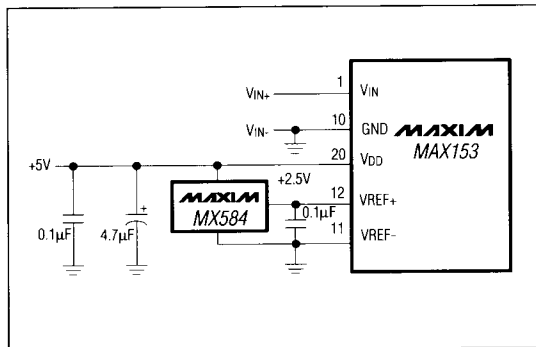 1 VIN
VIN+
10 GND
VIN-
MAXIM
MAX153
+5V
20 VDD
+2.5V
MAXIM
MX584
12 VREF+
0.1µF
11 VREF-
0.1µF
4.7µF
+